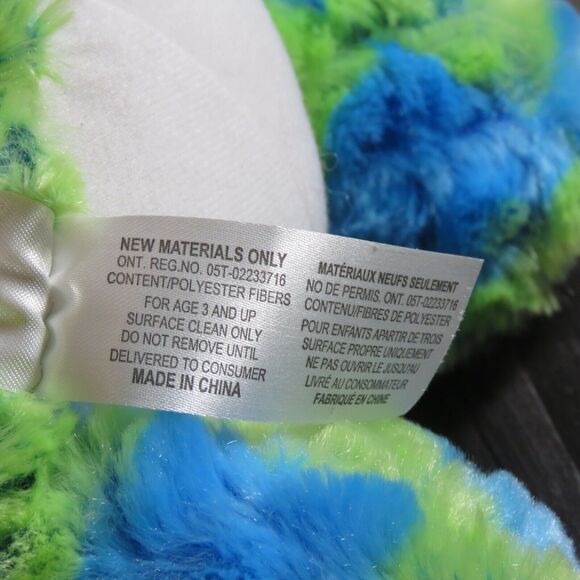 NEW MATERIALS ONLY
ONT. REG.NO. 05T-02233716
CONTENT/POLYESTER FIBERS
FOR AGE 3 AND UP
SURFACE CLEAN ONLY
DO NOT REMOVE UNTIL
DELIVERED TO CONSUMER
MADE IN CHINA
MATÉRIAUX NEUFS SEULEMENT
NO DE PERMIS, ONT. 05T-02233716
CONTENU/FIBRES DE POLYESTER
POUR ENFANTS APARTIR DE TROIS
SURFACE PROPRE UNIQUEMENT
NE PAS OUVRIR LE JUSQU'AU
LIVRÉ AU CONSOMMATEUR
FABRIQUÉ EN CHINE